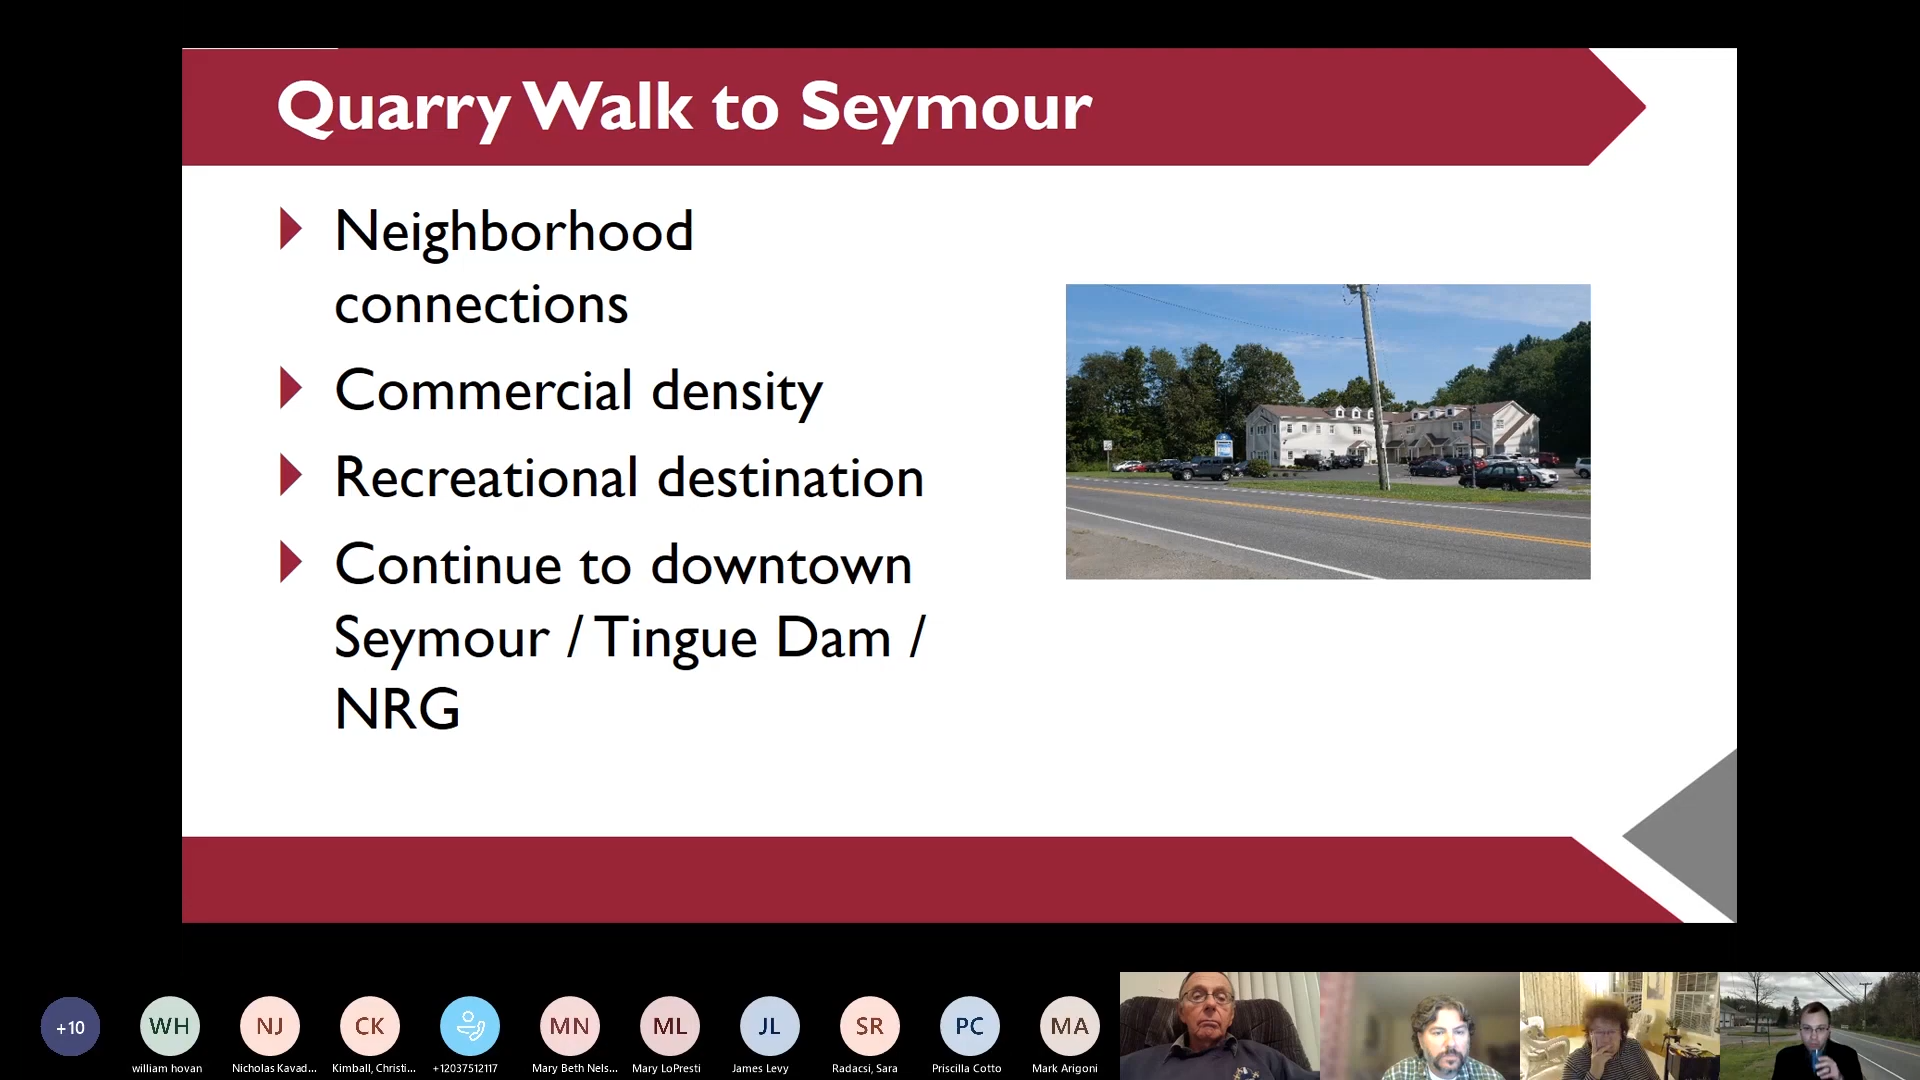 Quarry Walk to Seymour
Neighborhood
connections
Commercial density
Recreational destination
Continue to downtown
Seymour / Tingue Dam /
NRG
+10
WH
NJ
CK
MN
ML
JL
SR
PC
MA
william hovan
Nicholas Kavad...
Kimball, Christi...
+12037512117
Mary Beth Nels...
Mary LoPresti
James Levy
Radacsi, Sara
Priscilla Cotto
Mark Arigoni